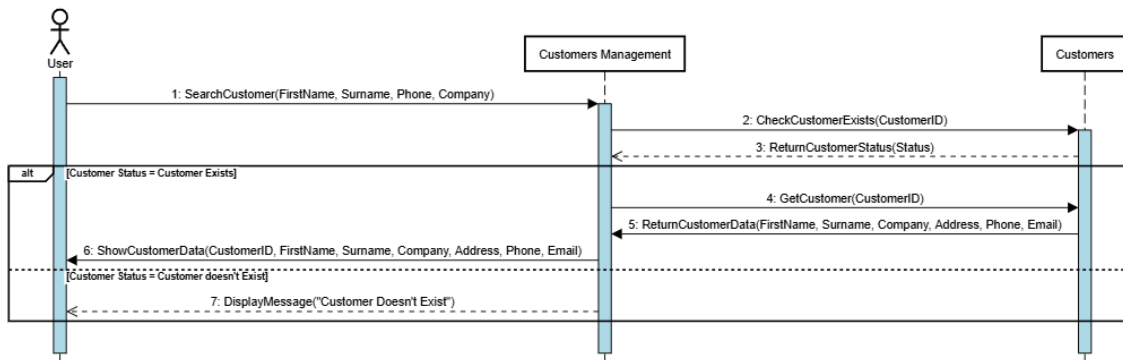 User
Customers Management
Customers
1: SearchCustomer(FirstName, Surname, Phone, Company)
2: CheckCustomerExists(CustomerID)
3: ReturnCustomerStatus(Status)
alt
[Customer Status = Customer Exists]
4: GetCustomer(CustomerID)
5: ReturnCustomerData(FirstName, Surname, Company, Address, Phone, Email)
6: ShowCustomerData(CustomerID, FirstName, Surname, Company, Address, Phone, Email)
[Customer Status = Customer doesn't Exist]
7: DisplayMessage("Customer Doesn't Exist")